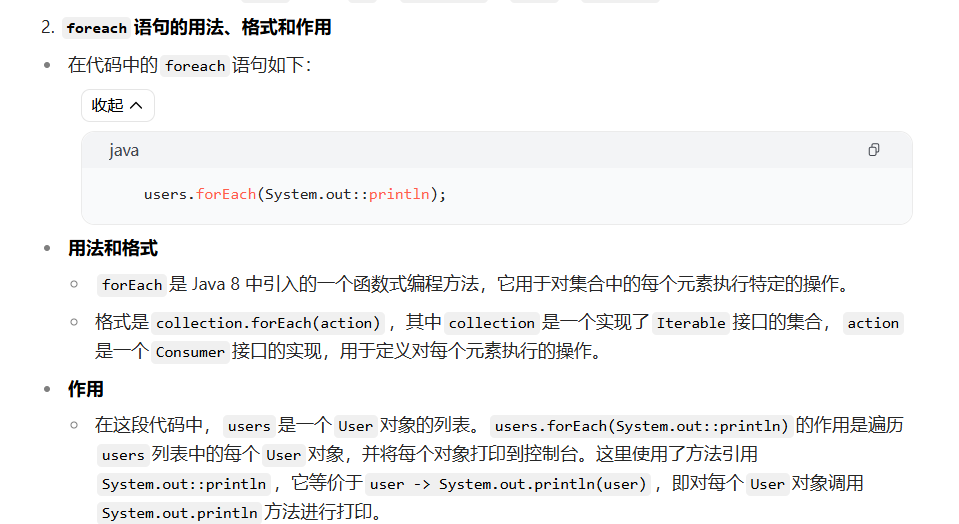 2. foreach 语句的用法、格式和作用
• 在代码中的 foreach 语句如下：
收起
java
users.forEach(System.out::println);
• 用法和格式
◦ forEach 是 Java 8 中引入的一个函数式编程方法，它用于对集合中的每个元素执行特定的操作。
◦ 格式是 collection.forEach(action) ，其中 collection 是一个实现了 Iterable 接口的集合， action
是一个 Consumer 接口的实现，用于定义对每个元素执行的操作。
• 作用
◦ 在这段代码中， users 是一个 User 对象的列表。 users.forEach(System.out::println) 的作用是遍历
users 列表中的每个 User 对象，并将每个对象打印到控制台。这里使用了方法引用
System.out::println ，它等价于 user -> System.out.println(user) ，即对每个 User 对象调用
System.out.println 方法进行打印。